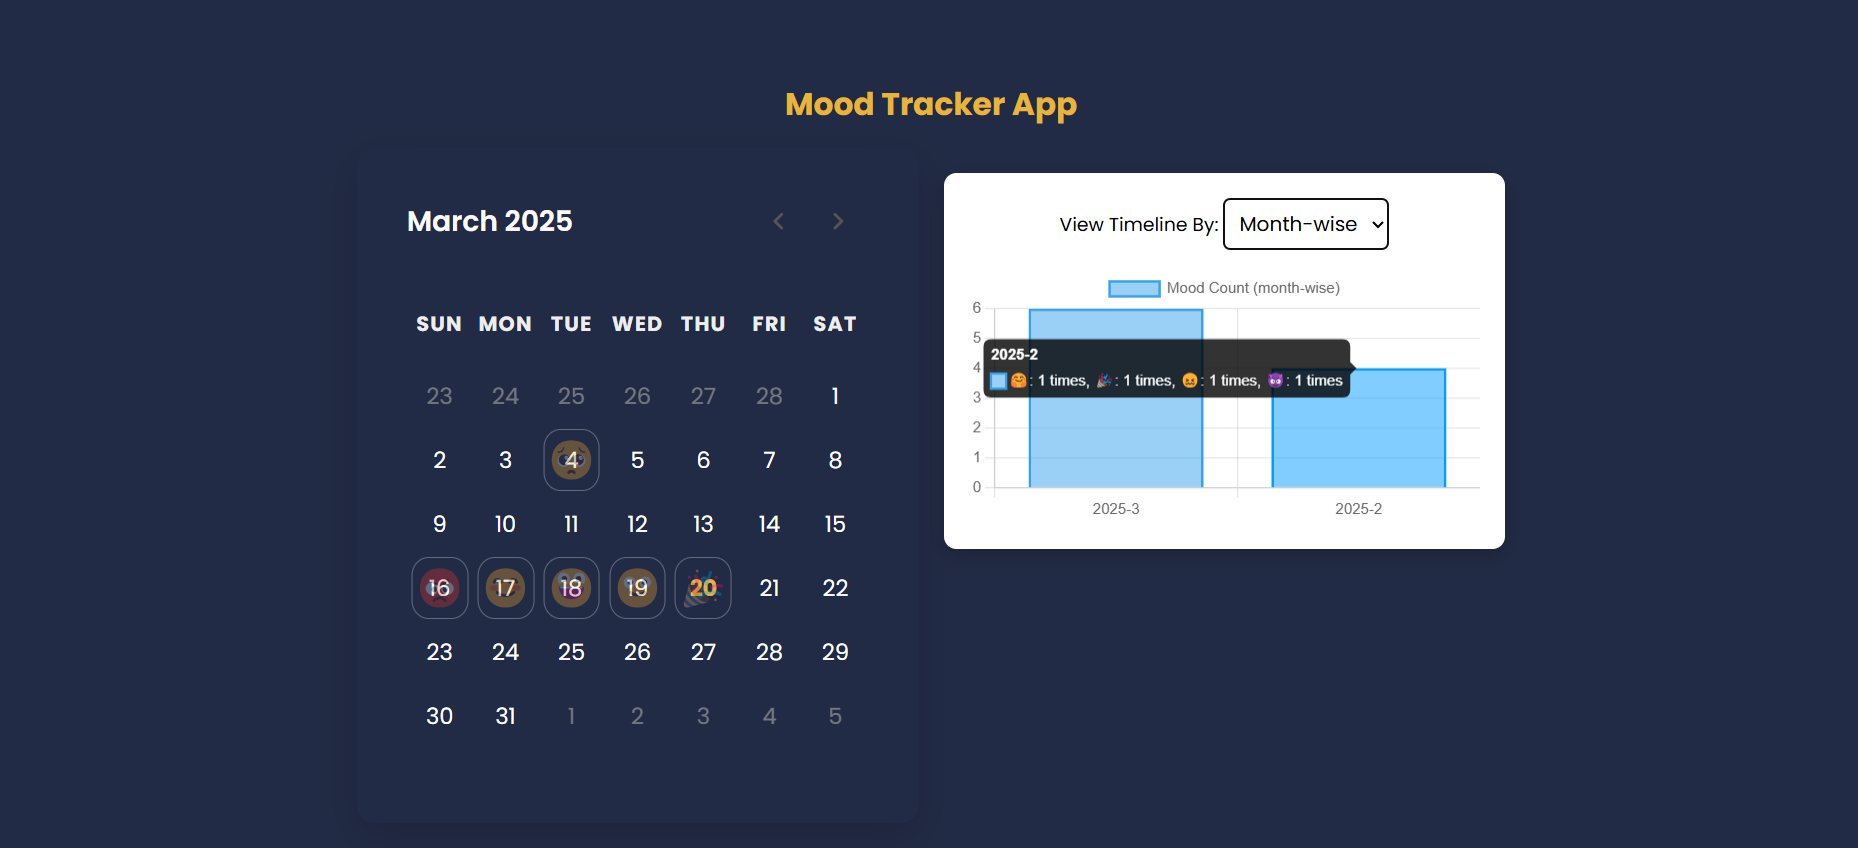 Mood Tracker App
March 2025
SUN MON TUE WED THU FRI SAT
23 24 25 26 27 28 1
2 3 4 5 6 7 8
9 10 11 12 13 14 15
16 17 18 19 20 21 22
23 24 25 26 27 28 29
30 31 1 2 3 4 5
View Timeline By: Month-wise
Mood Count (month-wise)
6
5
4
3
2
1
0
2025-2
🤗: 1 times, 🎉: 1 times, 😖: 1 times, 👿: 1 times
2025-3 2025-2